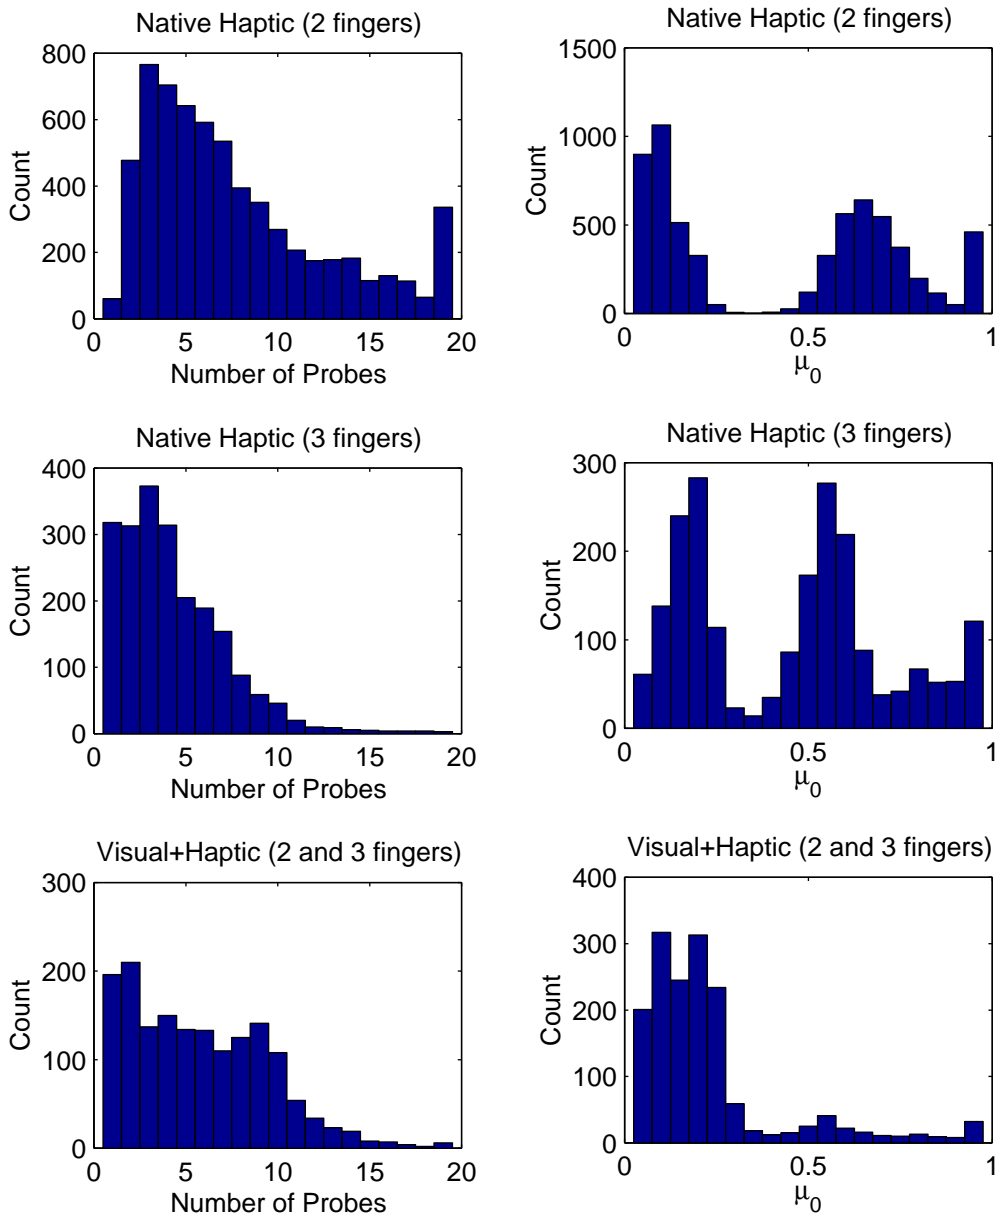 Native Haptic (2 fingers)
800
600
400
200
0
Count
0 5 10 15 20
Number of Probes
Native Haptic (2 fingers)
1500
1000
500
0
Count
0 0.5 1
μ0
Native Haptic (3 fingers)
400
300
200
100
0
Count
0 5 10 15 20
Number of Probes
Native Haptic (3 fingers)
300
200
100
0
Count
0 0.5 1
μ0
Visual+Haptic (2 and 3 fingers)
300
200
100
0
Count
0 5 10 15 20
Number of Probes
Visual+Haptic (2 and 3 fingers)
400
300
200
100
0
Count
0 0.5 1
μ0